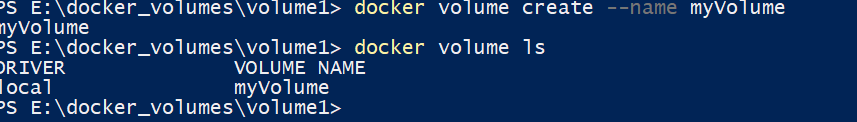 PS E:\docker_volumes\volume1> docker volume create --name myVolume
myVolume
PS E:\docker_volumes\volume1> docker volume ls
DRIVER VOLUME NAME
local myVolume
PS E:\docker_volumes\volume1>